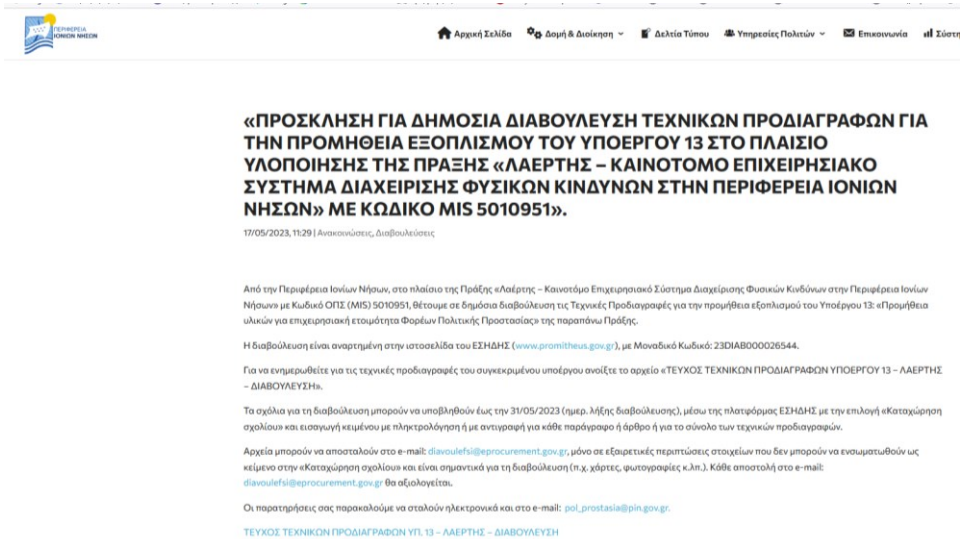 ΠΕΡΙΦΕΡΕΙΑ
ΙΟΝΙΩΝ ΝΗΣΩΝ
Αρχική Σελίδα Δομή & Διοίκηση Δελτία Τύπου Υπηρεσίες Πολιτών Επικοινωνία Σύστη
«ΠΡΟΣΚΛΗΣΗ ΓΙΑ ΔΗΜΟΣΙΑ ΔΙΑΒΟΥΛΕΥΣΗ ΤΕΧΝΙΚΩΝ ΠΡΟΔΙΑΓΡΑΦΩΝ ΓΙΑ
ΤΗΝ ΠΡΟΜΗΘΕΙΑ ΕΞΟΠΛΙΣΜΟΥ ΤΟΥ ΥΠΟΕΡΓΟΥ 13 ΣΤΟ ΠΛΑΙΣΙΟ
ΥΛΟΠΟΙΗΣΗΣ ΤΗΣ ΠΡΑΞΗΣ «ΛΑΕΡΤΗΣ – ΚΑΙΝΟΤΟΜΟ ΕΠΙΧΕΙΡΗΣΙΑΚΟ
ΣΥΣΤΗΜΑ ΔΙΑΧΕΙΡΙΣΗΣ ΦΥΣΙΚΩΝ ΚΙΝΔΥΝΩΝ ΣΤΗΝ ΠΕΡΙΦΕΡΕΙΑ ΙΟΝΙΩΝ
ΝΗΣΩΝ» ΜΕ ΚΩΔΙΚΟ MIS 5010951».
17/05/2023, 11:29 | Ανακοινώσεις, Διαβουλεύσεις
Από την Περιφέρεια Ιονίων Νήσων, στο πλαίσιο της Πράξης «Λαέρτης – Καινοτόμο Επιχειρησιακό Σύστημα Διαχείρισης Φυσικών Κινδύνων στην Περιφέρεια Ιονίων
Νήσων» με Κωδικό ΟΠΣ (MIS) 5010951, θέτουμε σε δημόσια διαβούλευση τις Τεχνικές Προδιαγραφές για την προμήθεια εξοπλισμού του Υποέργου 13: «Προμήθεια
υλικών για επιχειρησιακή ετοιμότητα Φορέων Πολιτικής Προστασίας» της παραπάνω Πράξης.
Η διαβούλευση είναι αναρτημένη στην ιστοσελίδα του ΕΣΗΔΗΣ (www.promitheus.gov.gr), με Μοναδικό Κωδικό: 23DIAB000026544.
Για να ενημερωθείτε για τις τεχνικές προδιαγραφές του συγκεκριμένου υποέργου ανοίξτε το αρχείο «ΤΕΥΧΟΣ ΤΕΧΝΙΚΩΝ ΠΡΟΔΙΑΓΡΑΦΩΝ ΥΠΟΕΡΓΟΥ 13 – ΛΑΕΡΤΗΣ
– ΔΙΑΒΟΥΛΕΥΣΗ».
Τα σχόλια για τη διαβούλευση μπορούν να υποβληθούν έως την 31/05/2023 (ημερ. λήξης διαβούλευσης), μέσω της πλατφόρμας ΕΣΗΔΗΣ με την επιλογή «Καταχώρηση
σχολίου» και εισαγωγή κειμένου με πληκτρολόγηση ή με αντιγραφή για κάθε παράγραφο ή άρθρο ή για το σύνολο των τεχνικών προδιαγραφών.
Αρχεία μπορούν να αποσταλούν στο e-mail: diavoulefsi@eprocurement.gov.gr, μόνο σε εξαιρετικές περιπτώσεις στοιχείων που δεν μπορούν να ενσωματωθούν ως
κείμενο στην «Καταχώρηση σχολίου» και είναι σημαντικά για τη διαβούλευση (π.χ. χάρτες, φωτογραφίες κ.λπ.). Κάθε αποστολή στο e-mail:
diavoulefsi@eprocurement.gov.gr θα αξιολογείται.
Οι παρατηρήσεις σας παρακαλούμε να σταλούν ηλεκτρονικά και στο e-mail: pol_prostasia@pin.gov.gr.
ΤΕΥΧΟΣ ΤΕΧΝΙΚΩΝ ΠΡΟΔΙΑΓΡΑΦΩΝ ΥΠ. 13 – ΛΑΕΡΤΗΣ – ΔΙΑΒΟΥΛΕΥΣΗ